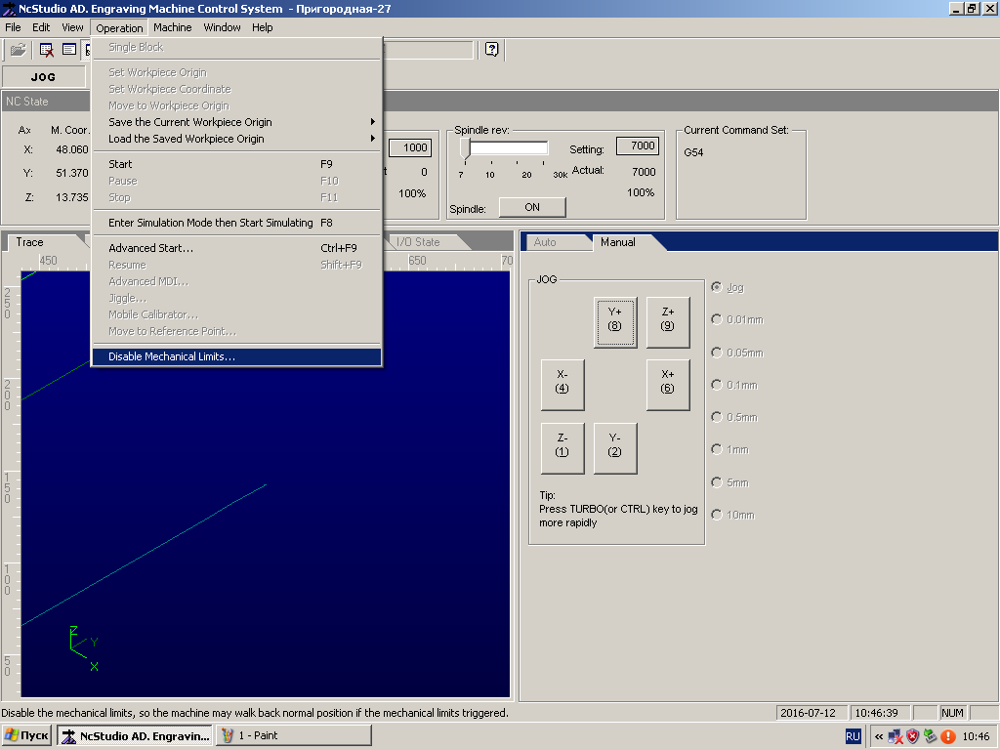 NcStudio AD. Engraving Machine Control System - Пригородная-27
File Edit View Operation Machine Window Help
Single Block
JOG
Set Workpiece Origin
Set Workpiece Coordinate
Move to Workpiece Origin
Save the Current Workpiece Origin
Load the Saved Workpiece Origin
Start F9
Pause F10
Stop F11
Enter Simulation Mode then Start Simulating F8
Advanced Start... Ctrl+F9
Resume Shift+F9
Advanced MDI...
Jiggle...
Mobile Calibrator...
Move to Reference Point...
Disable Mechanical Limits...
NC State
Ax M. Coor.
X: 48.060
Y: 51.370
Z: 13.735
1000
0
100%
Spindle rev:
Setting: 7000
7 10 20 30k
Actual: 7000
100%
Spindle: ON
Current Command Set:
G54
Trace I/O State
450 650 70
250
200
150
100
50
Z
Y
X
Auto Manual
JOG
Y+
(8)
Z+
(9)
X-
(4)
X+
(6)
Z-
(1)
Y-
(2)
Tip:
Press TURBO(or CTRL) key to jog
more rapidly
Jog
0.01mm
0.05mm
0.1mm
0.5mm
1mm
5mm
10mm
Disable the mechanical limits, so the machine may walk back normal position if the mechanical limits triggered.
2016-07-12 10:46:39 NUM
Пуск NcStudio AD. Engravin... 1 - Paint RU « 10:46